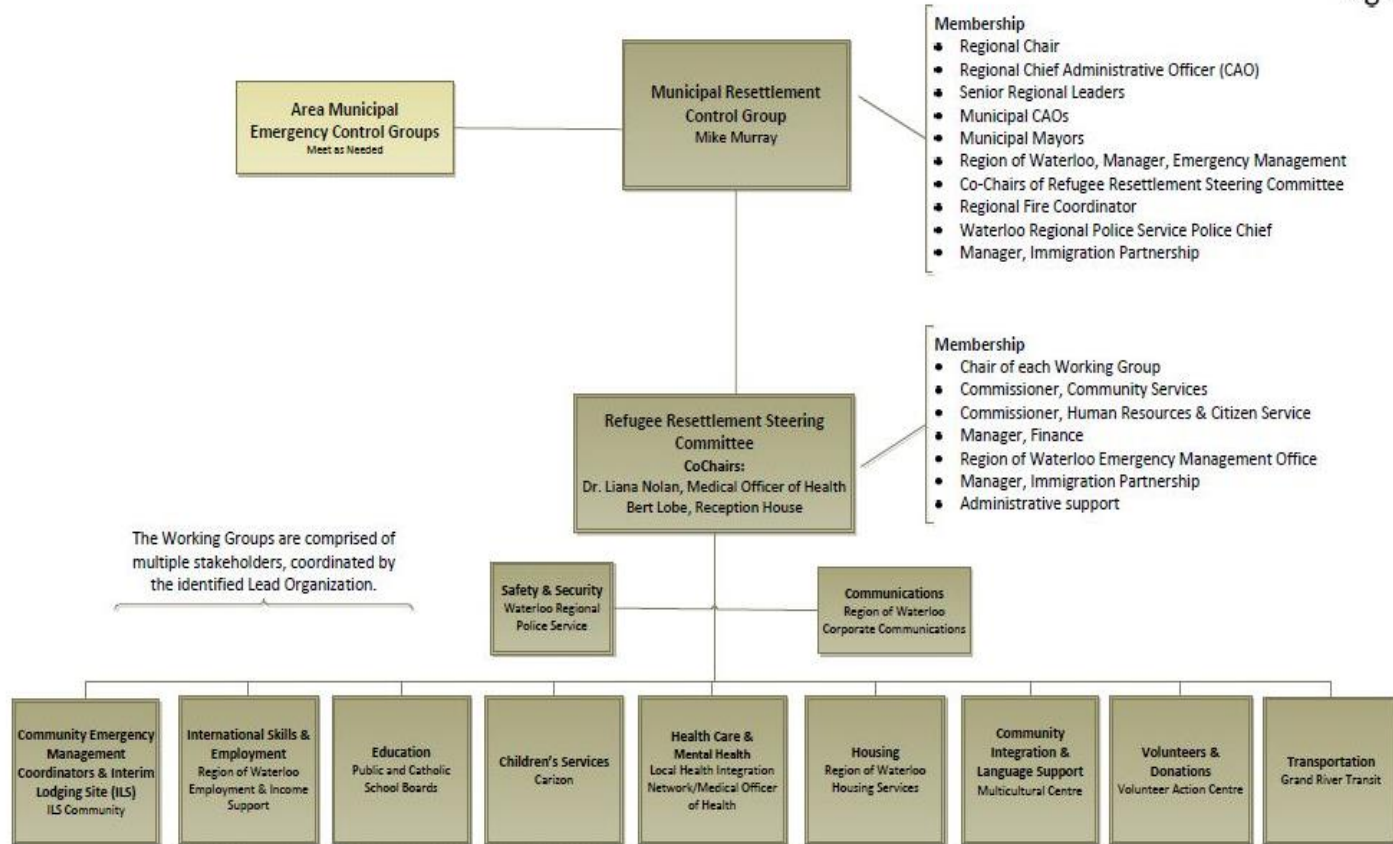 Membership
Regional Chair
Regional Chief Administrative Officer (CAO)
Senior Regional Leaders
Municipal CAOs
Municipal Mayors
Region of Waterloo, Manager, Emergency Management
Co-Chairs of Refugee Resettlement Steering Committee
Regional Fire Coordinator
Waterloo Regional Police Service Police Chief
Manager, Immigration Partnership
Municipal Resettlement
Control Group
Mike Murray
Area Municipal
Emergency Control Groups
Meet as Needed
Membership
Chair of each Working Group
Commissioner, Community Services
Commissioner, Human Resources & Citizen Service
Manager, Finance
Region of Waterloo Emergency Management Office
Manager, Immigration Partnership
Administrative support
Refugee Resettlement Steering
Committee
CoChairs:
Dr. Liana Nolan, Medical Officer of Health
Bert Lobe, Reception House
The Working Groups are comprised of
multiple stakeholders, coordinated by
the identified Lead Organization.
Safety & Security
Waterloo Regional
Police Service
Communications
Region of Waterloo
Corporate Communications
Community Emergency
Management
Coordinators & Interim
Lodging Site (ILS)
ILS Community
International Skills &
Employment
Region of Waterloo
Employment & Income
Support
Education
Public and Catholic
School Boards
Children's Services
Carizon
Health Care &
Mental Health
Local Health Integration
Network/Medical Officer
of Health
Housing
Region of Waterloo
Housing Services
Community
Integration &
Language Support
Multicultural Centre
Volunteers &
Donations
Volunteer Action Centre
Transportation
Grand River Transit